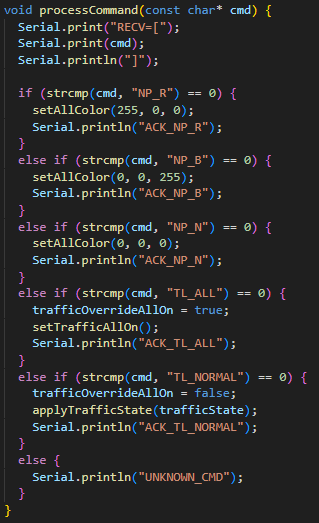 void processCommand(const char* cmd) {
  Serial.print("RECV=[");
  Serial.print(cmd);
  Serial.println("]");

  if (strcmp(cmd, "NP_R") == 0) {
    setAllColor(255, 0, 0);
    Serial.println("ACK_NP_R");
  }
  else if (strcmp(cmd, "NP_B") == 0) {
    setAllColor(0, 0, 255);
    Serial.println("ACK_NP_B");
  }
  else if (strcmp(cmd, "NP_N") == 0) {
    setAllColor(0, 0, 0);
    Serial.println("ACK_NP_N");
  }
  else if (strcmp(cmd, "TL_ALL") == 0) {
    trafficOverrideAllOn = true;
    setTrafficAllOn();
    Serial.println("ACK_TL_ALL");
  }
  else if (strcmp(cmd, "TL_NORMAL") == 0) {
    trafficOverrideAllOn = false;
    applyTrafficState(trafficState);
    Serial.println("ACK_TL_NORMAL");
  }
  else {
    Serial.println("UNKNOWN_CMD");
  }
}